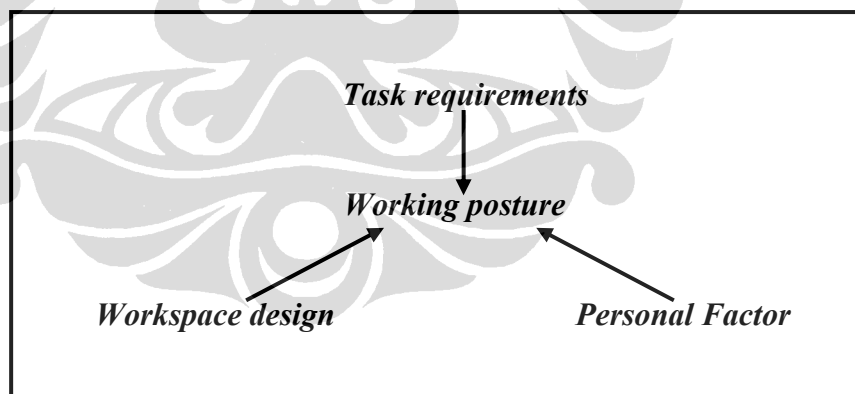 Task requirements
Working posture
Workspace design
Personal Factor